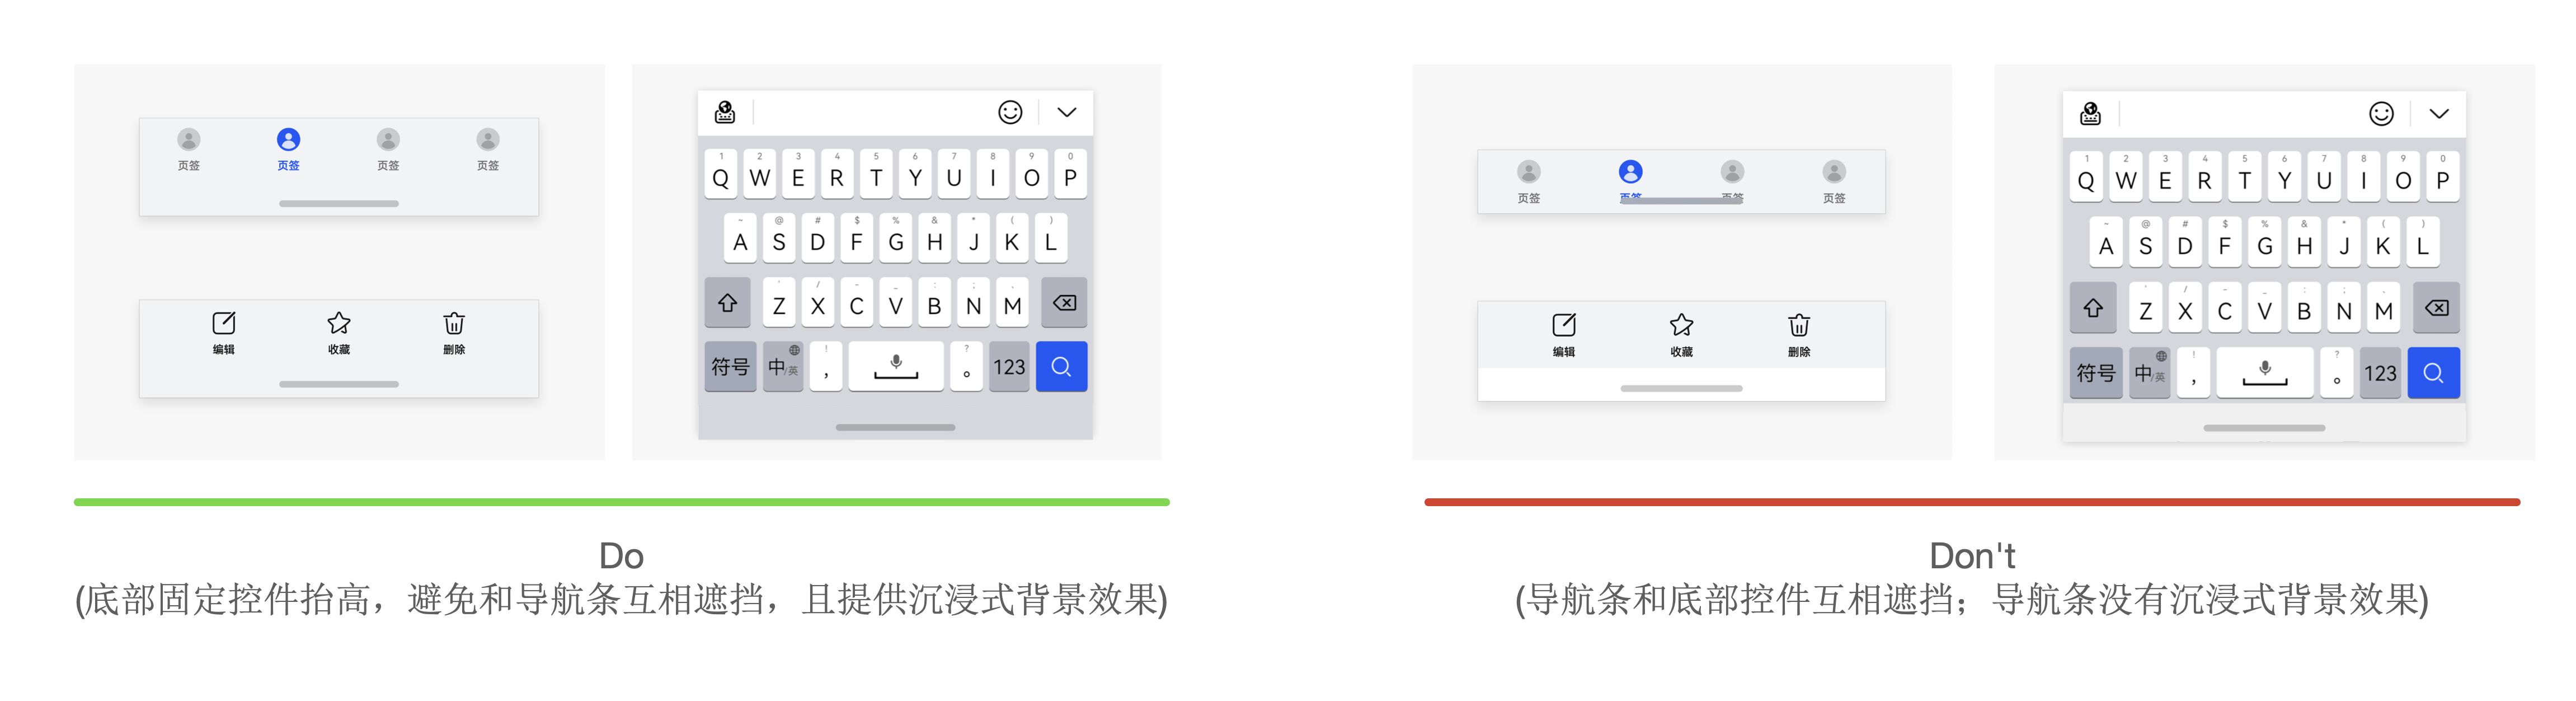 页签 页签 页签 页签
编辑 收藏 删除
1 2 3 4 5 6 7 8 9 0
Q W E R T Y U I O P
~ @ # $ % & * ( )
A S D F G H J K L
' / - _ : ; 、
Z X C V B N M
符号 中/英 ! , ? 。 123
Do
(底部固定控件抬高，避免和导航条互相遮挡，且提供沉浸式背景效果)
页签 页签 页签 页签
编辑 收藏 删除
1 2 3 4 5 6 7 8 9 0
Q W E R T Y U I O P
~ @ # $ % & * ( )
A S D F G H J K L
' / - _ : ; 、
Z X C V B N M
符号 中/英 ! , ? 。 123
Don't
(导航条和底部控件互相遮挡；导航条没有沉浸式背景效果)